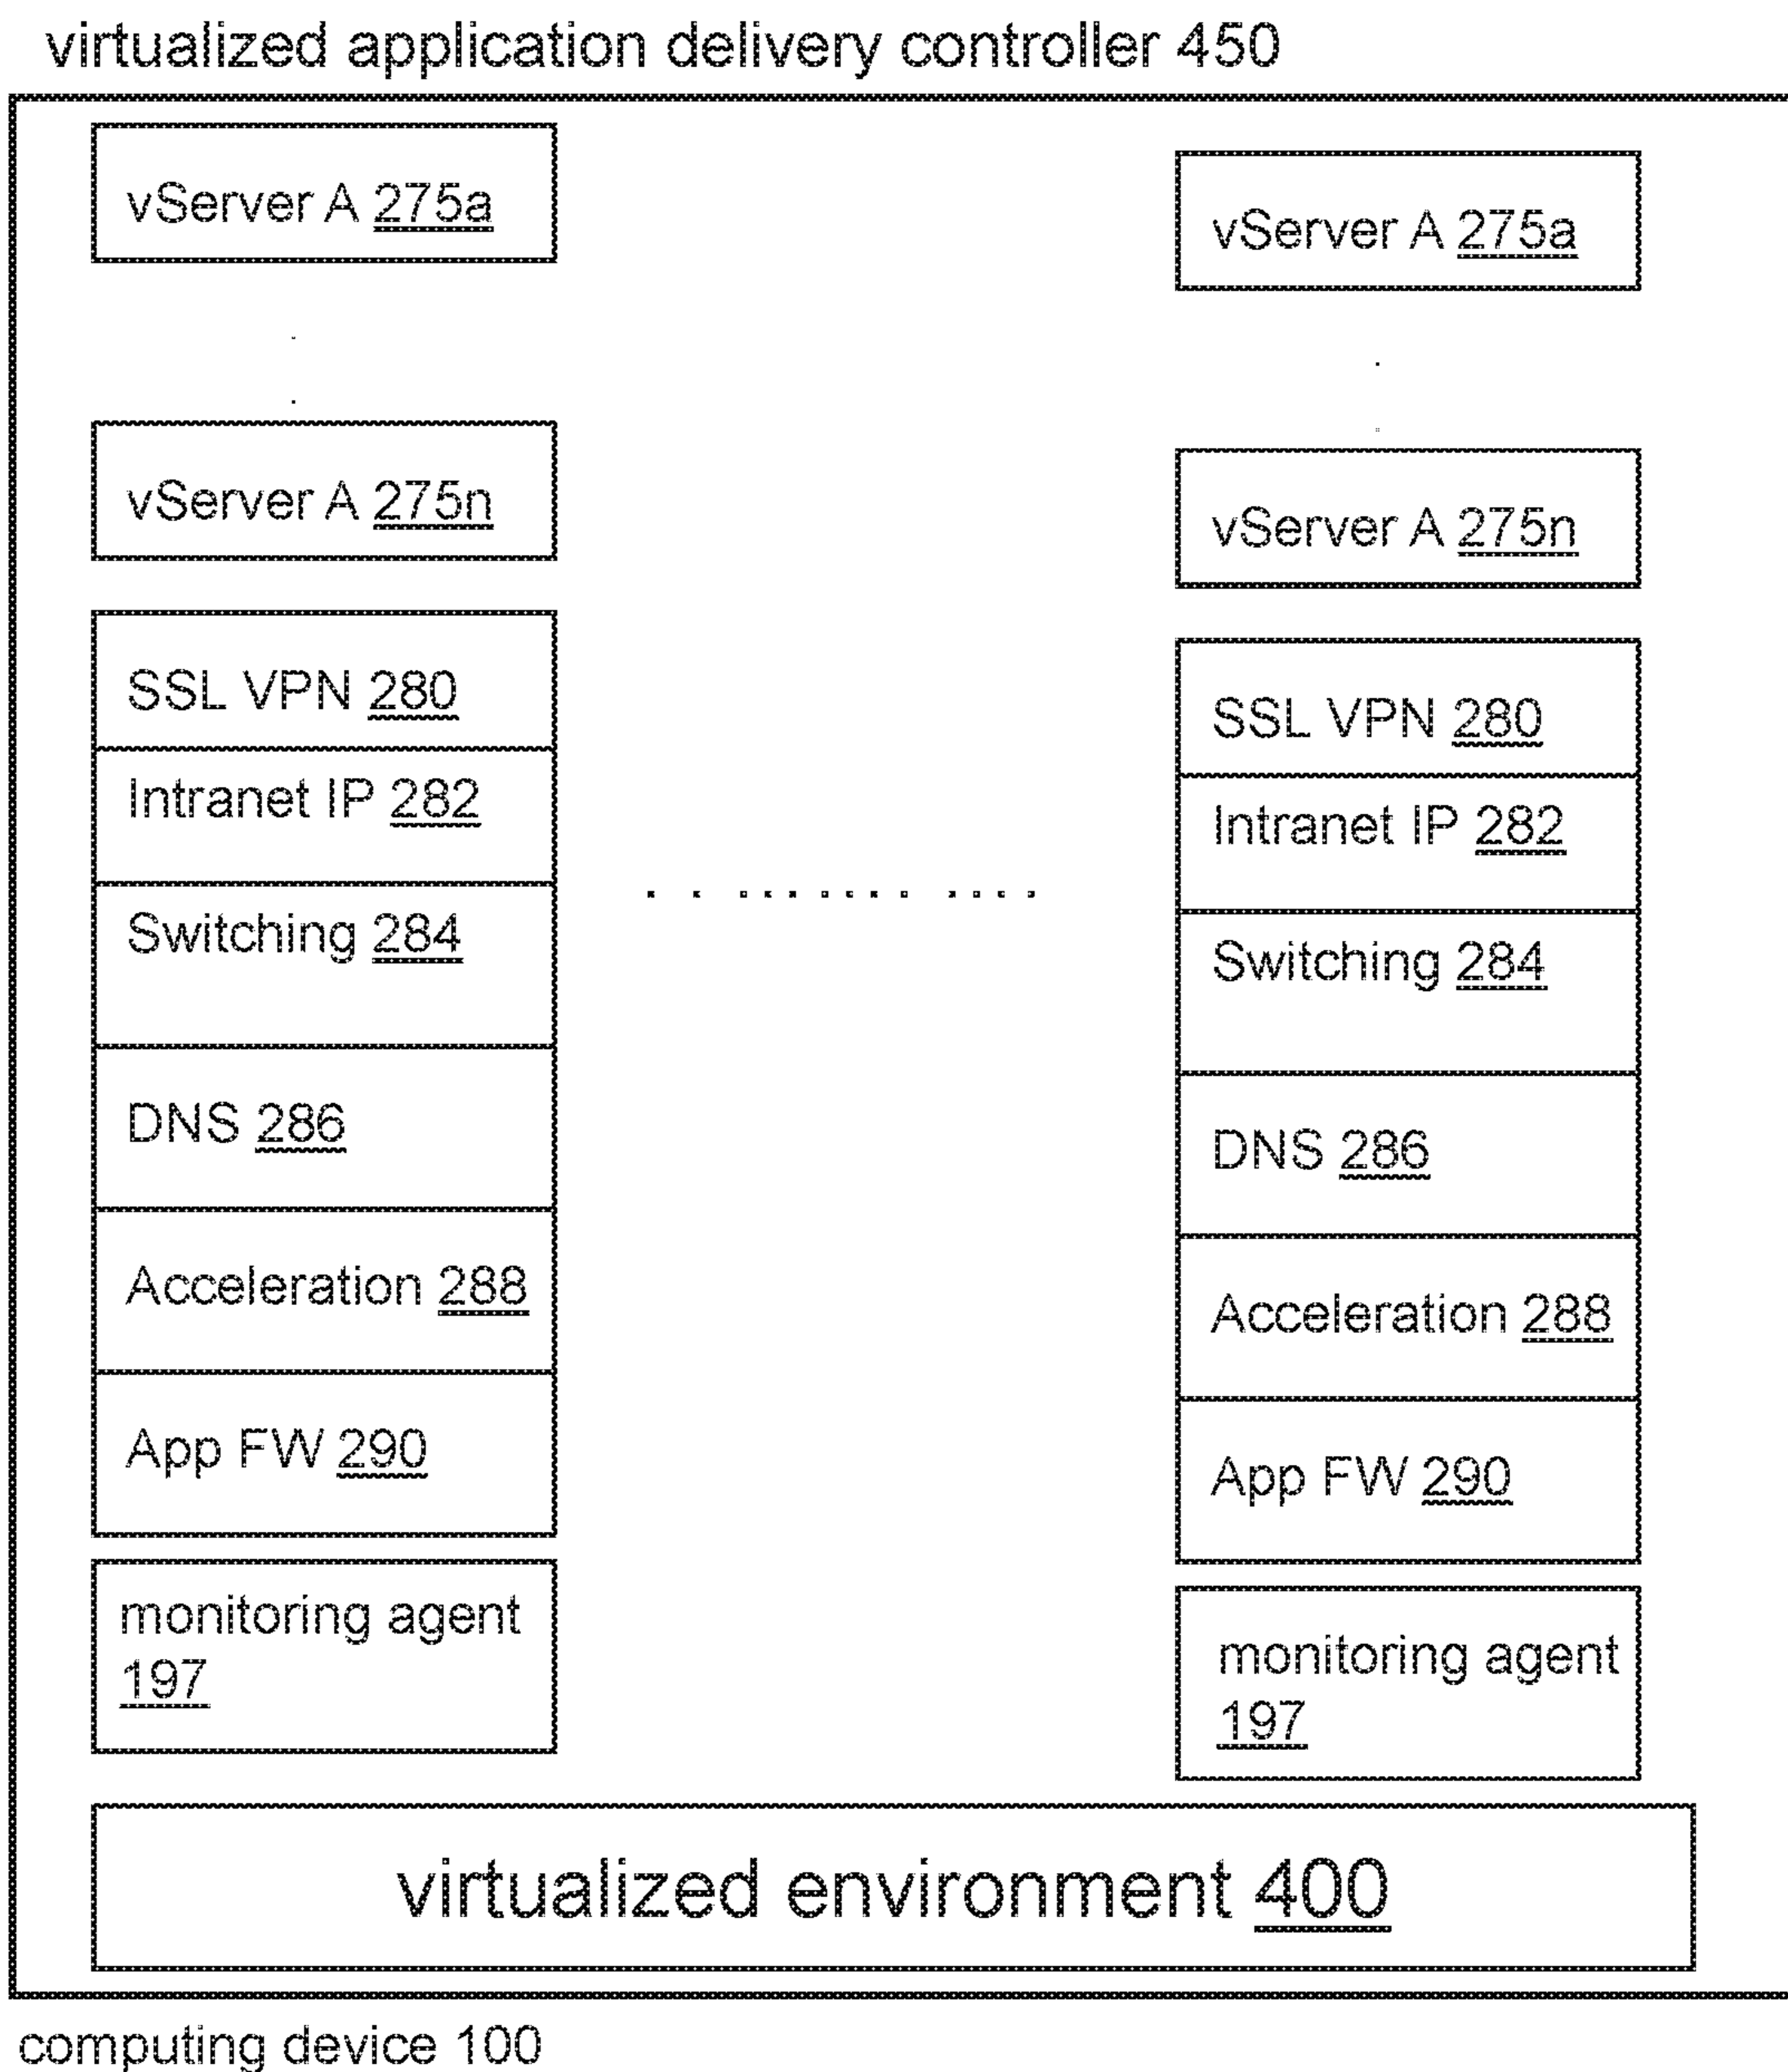 virtualized application delivery controller 450
vServer A 275a
vServer A 275n
SSL VPN 280
Intranet IP 282
Switching 284
DNS 286
Acceleration 288
App FW 290
monitoring agent
197
vServer A 275a
vServer A 275n
SSL VPN 280
Intranet IP 282
Switching 284
DNS 286
Acceleration 288
App FW 290
monitoring agent
197
virtualized environment 400
computing device 100